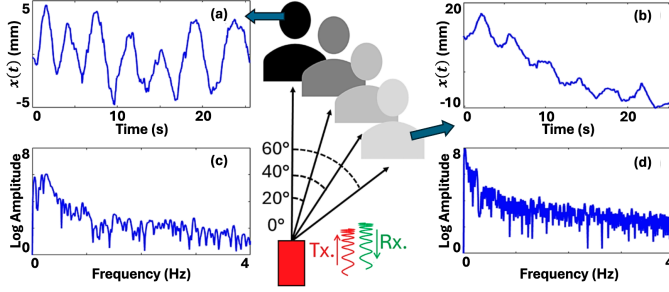 5
(a)
x(t) (mm)
-5
0 10 20
Time (s)
20
(b)
x(t) (mm)
-10
0 10 20
Time (s)
8
(c)
Log Amplitude
0
0 4
Frequency (Hz)
60°
40°
20°
0°
Tx.
Rx.
8
(d)
Log Amplitude
0
0 4
Frequency (Hz)